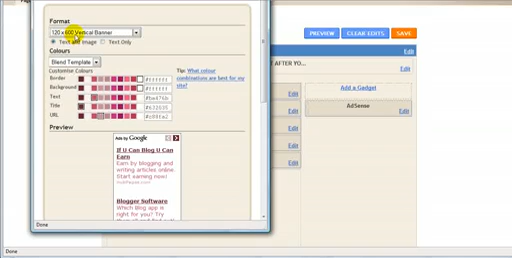 Format
120 x 600 Vertical Banner
Text and Image
Text Only
Colours
Blend Template
Customise Colours
Border
#ffffff
Background
#ffffff
Text
Title
#632035
URL
Tip: What colour
combinations are best for my
site?
Preview
Ads by Google
If U Can Blog U Can
Earn
Earn by blogging and
writing articles online.
Start earning now!
Blogger Software
Which Blog app is
right for you? Try
Done
PREVIEW
CLEAR EDITS
SAVE
Edit
AFTER YO...
Edit
Add a Gadget
Edit
AdSense
Edit
Edit
Edit
Edit
Edit
Done